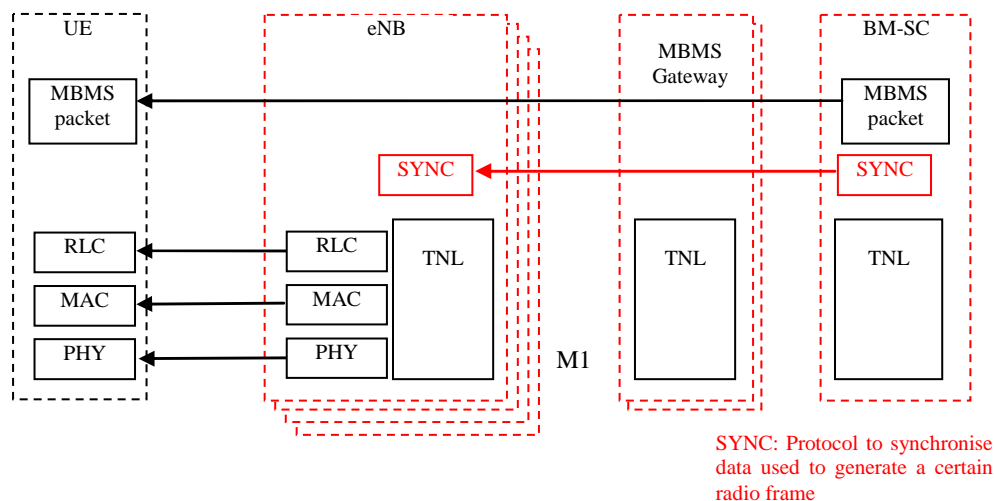 UE
eNB
MBMS
Gateway
BM-SC
MBMS
packet
MBMS
packet
SYNC
SYNC
RLC
RLC
TNL
TNL
TNL
MAC
MAC
PHY
PHY
M1
SYNC: Protocol to synchronise
data used to generate a certain
radio frame